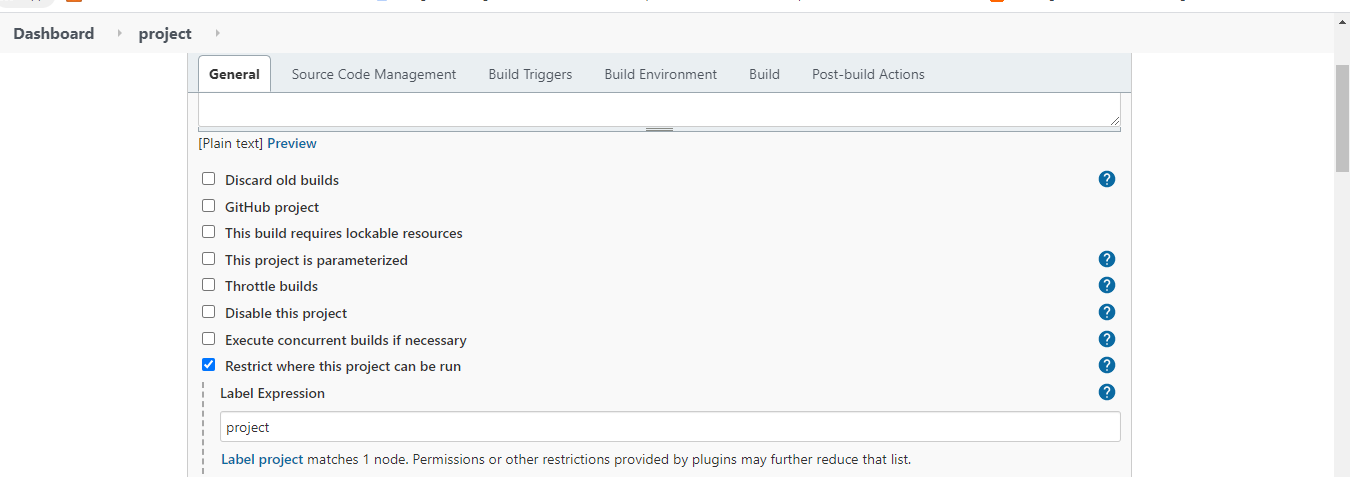 Dashboard project
General Source Code Management Build Triggers Build Environment Build Post-build Actions
[Plain text] Preview
Discard old builds ?
GitHub project
This build requires lockable resources
This project is parameterized ?
Throttle builds ?
Disable this project ?
Execute concurrent builds if necessary ?
Restrict where this project can be run ?
Label Expression ?
project
Label project matches 1 node. Permissions or other restrictions provided by plugins may further reduce that list.